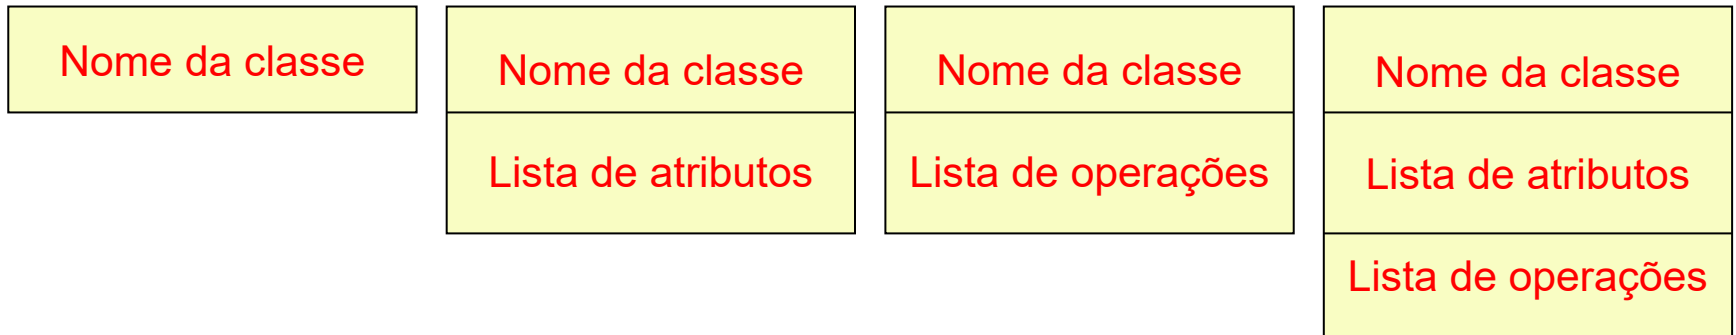 Nome da classe
Nome da classe
Lista de atributos
Nome da classe
Lista de operações
Nome da classe
Lista de atributos
Lista de operações